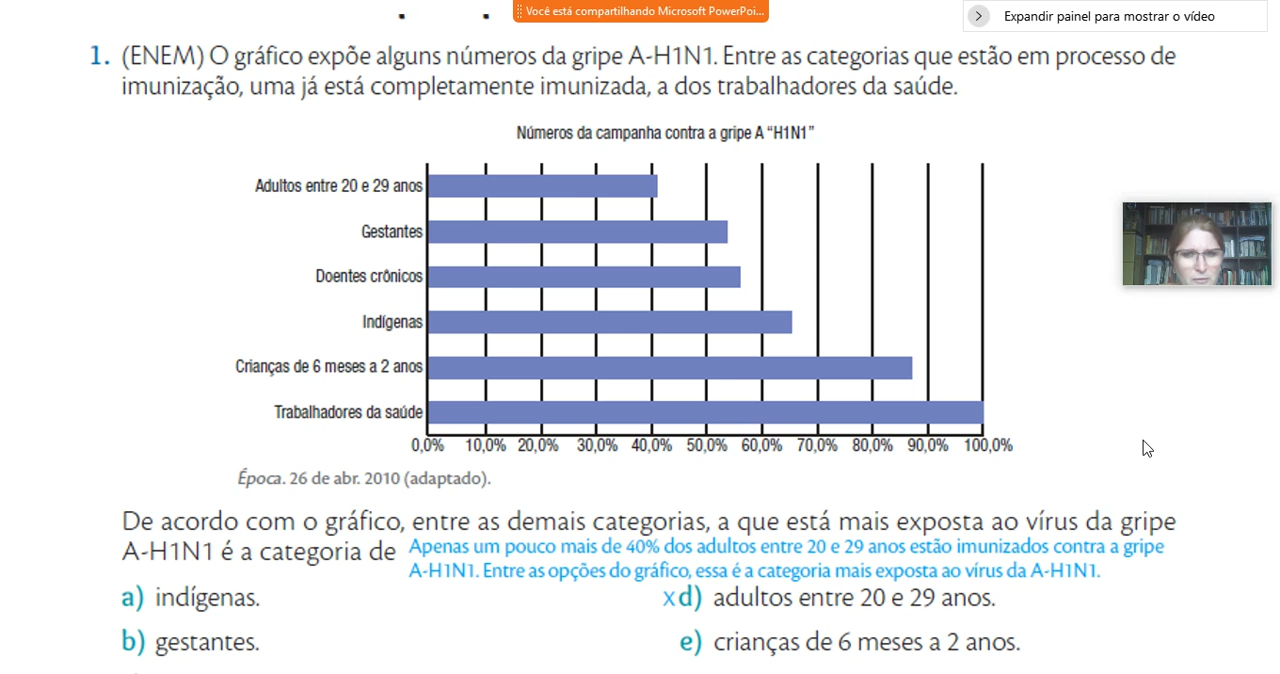 Você está compartilhando Microsoft PowerPoi...
Expandir painel para mostrar o vídeo
1. (ENEM) O gráfico expõe alguns números da gripe A-H1N1. Entre as categorias que estão em processo de
imunização, uma já está completamente imunizada, a dos trabalhadores da saúde.
Números da campanha contra a gripe A “H1N1”
Adultos entre 20 e 29 anos
Gestantes
Doentes crônicos
Indígenas
Crianças de 6 meses a 2 anos
Trabalhadores da saúde
0,0% 10,0% 20,0% 30,0% 40,0% 50,0% 60,0% 70,0% 80,0% 90,0% 100,0%
Época. 26 de abr. 2010 (adaptado).
De acordo com o gráfico, entre as demais categorias, a que está mais exposta ao vírus da gripe
A-H1N1 é a categoria de
Apenas um pouco mais de 40% dos adultos entre 20 e 29 anos estão imunizados contra a gripe
A-H1N1. Entre as opções do gráfico, essa é a categoria mais exposta ao vírus da A-H1N1.
a) indígenas.
b) gestantes.
x d) adultos entre 20 e 29 anos.
e) crianças de 6 meses a 2 anos.